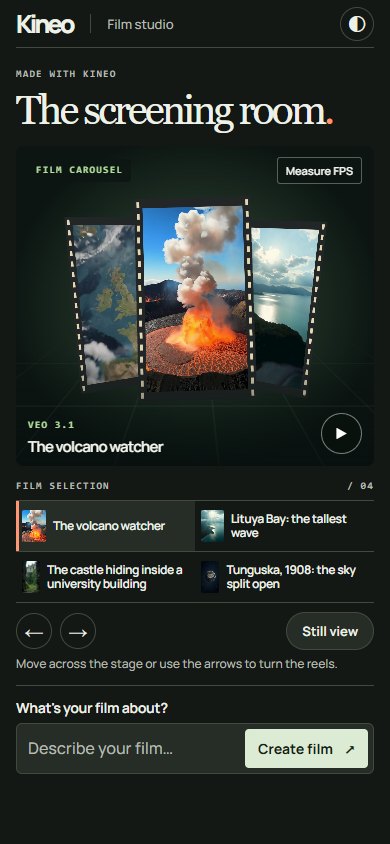 Kineo
Film studio
MADE WITH KINEO
The screening room.
FILM CAROUSEL
Measure FPS
VEO 3.1
The volcano watcher
FILM SELECTION
/ 04
The volcano watcher
Lituya Bay: the tallest
wave
The castle hiding inside a
university building
Tunguska, 1908: the sky
split open
← →
Still view
Move across the stage or use the arrows to turn the reels.
What's your film about?
Describe your film…
Create film ↗